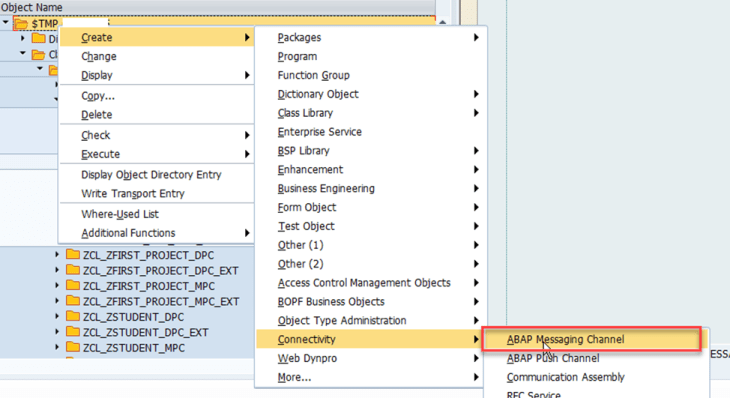 Object Name
$TMP
Di
Cl
Create
Change
Display
Copy...
Delete
Check
Execute
Display Object Directory Entry
Write Transport Entry
Where-Used List
Additional Functions
Packages
Program
Function Group
Dictionary Object
Class Library
Enterprise Service
BSP Library
Enhancement
Business Engineering
Form Object
Test Object
Other (1)
Other (2)
Access Control Management Objects
BOPF Business Objects
Object Type Administration
Connectivity
Web Dynpro
More...
ABAP Messaging Channel
ABAP Push Channel
Communication Assembly
RFC Service
ZCL_ZFIRST_PROJECT_DPC
ZCL_ZFIRST_PROJECT_DPC_EXT
ZCL_ZFIRST_PROJECT_MPC
ZCL_ZFIRST_PROJECT_MPC_EXT
ZCL_ZSTUDENT_DPC
ZCL_ZSTUDENT_DPC_EXT
ZCL_ZSTUDENT_MPC
ESSA